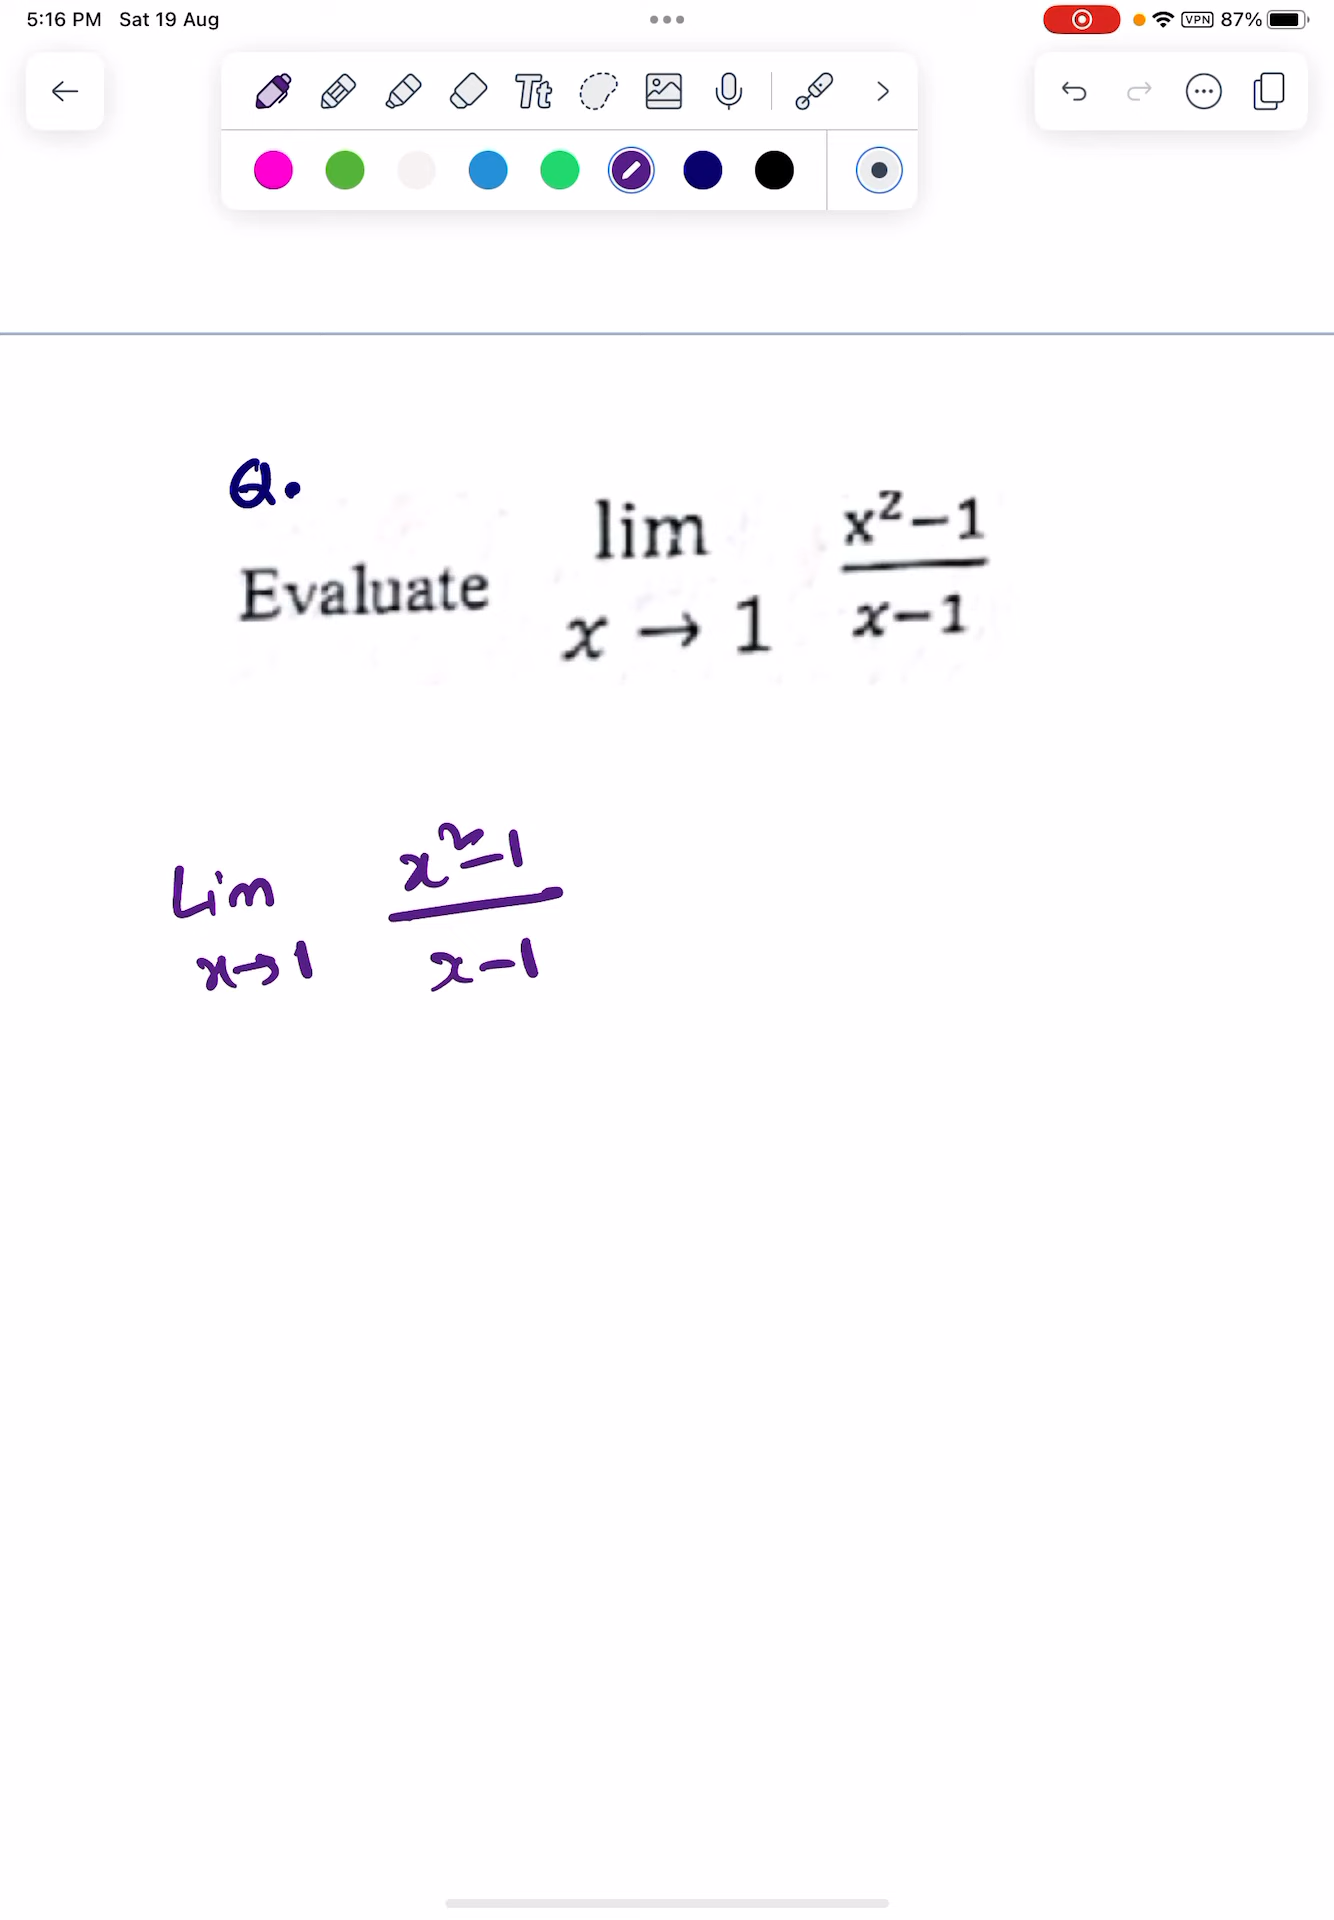 5:16 PM Sat 19 Aug
VPN 87%
Tt
Q.
Evaluate lim x → 1 x²−1 / x−1
Lim x→1 x²−1 / x−1